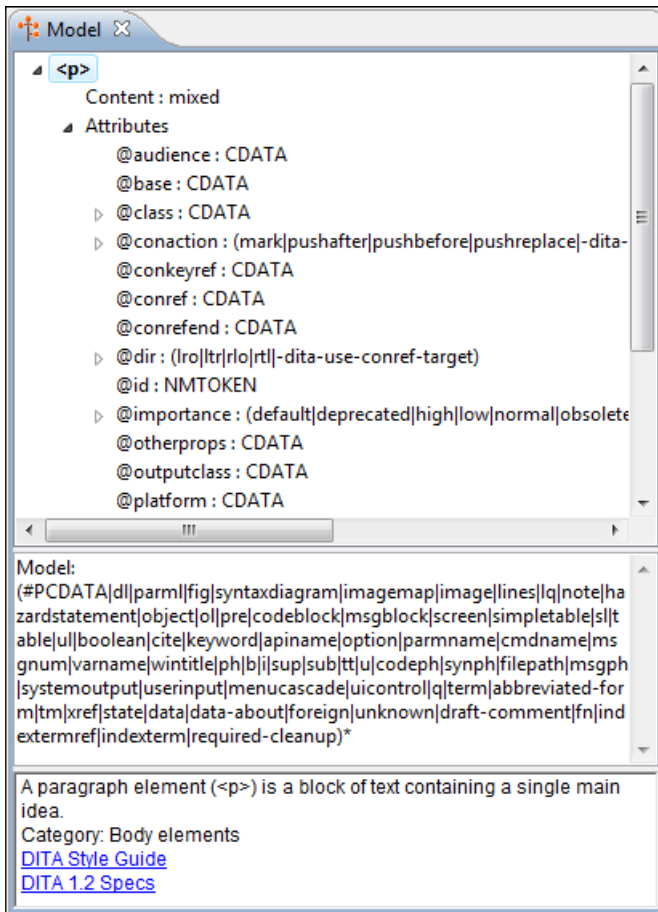 Model
<p>
Content : mixed
Attributes
@audience : CDATA
@base : CDATA
@class : CDATA
@conaction : (mark|pushafter|pushbefore|pushreplace|-dita-
@conkeyref : CDATA
@conref : CDATA
@conrefend : CDATA
@dir : (lro|ltr|rlo|rtl|-dita-use-conref-target)
@id : NMTOKEN
@importance : (default|deprecated|high|low|normal|obsolete
@otherprops : CDATA
@outputclass : CDATA
@platform : CDATA
Model:
(#PCDATA|dl|parml|fig|syntaxdiagram|imagemap|image|lines|lq|note|ha
zardstatement|object|ol|pre|codeblock|msgblock|screen|simpletable|sl|t
able|ul|boolean|cite|keyword|apiname|option|parmname|cmdname|ms
gnum|varname|wintitle|ph|b|i|sup|sub|tt|u|codeph|synph|filepath|msgph
|systemoutput|userinput|menucascade|uicontrol|q|term|abbreviated-for
m|tm|xref|state|data|data-about|foreign|unknown|draft-comment|fn|ind
extermref|indexterm|required-cleanup)*
A paragraph element (<p>) is a block of text containing a single main
idea.
Category: Body elements
DITA Style Guide
DITA 1.2 Specs